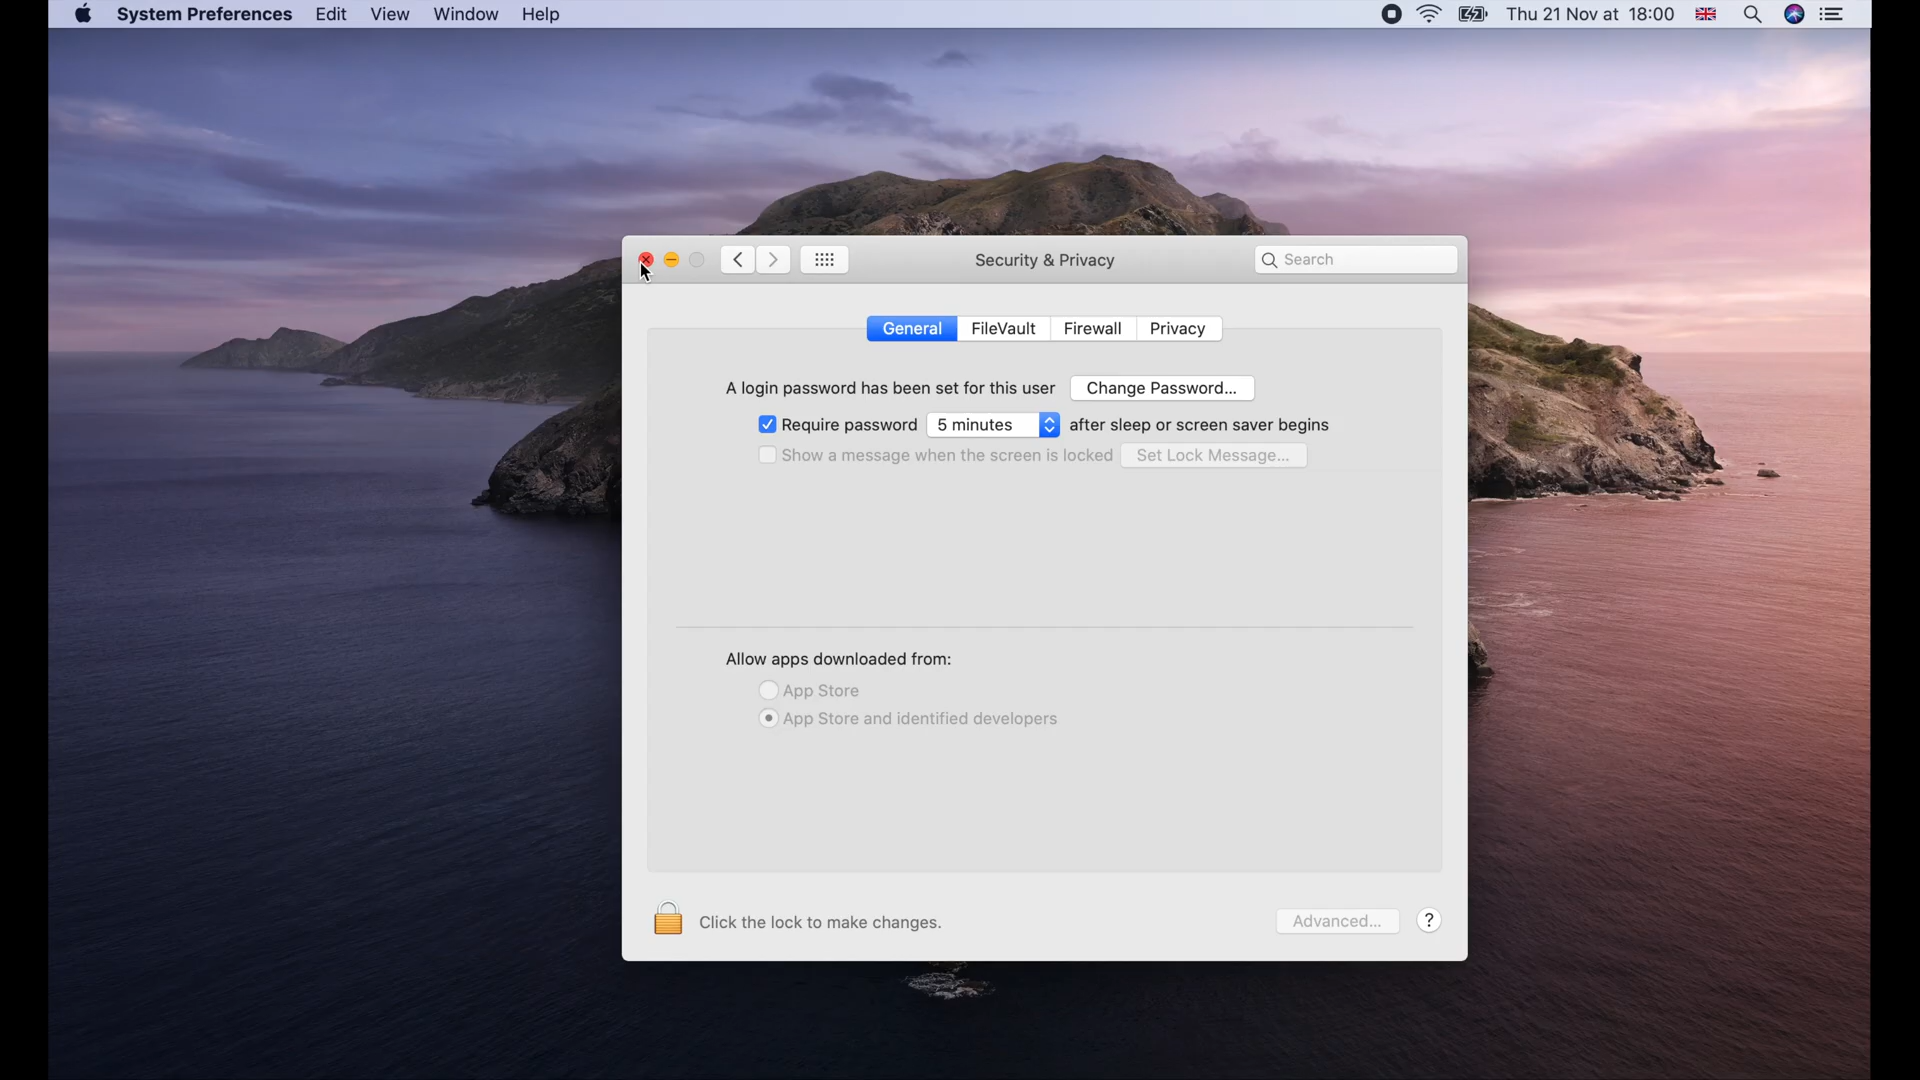 System Preferences Edit View Window Help Thu 21 Nov at 18:00
Security & Privacy Search
General FileVault Firewall Privacy
A login password has been set for this user Change Password...
Require password 5 minutes after sleep or screen saver begins
Show a message when the screen is locked Set Lock Message...
Allow apps downloaded from:
App Store
App Store and identified developers
Click the lock to make changes. Advanced... ?